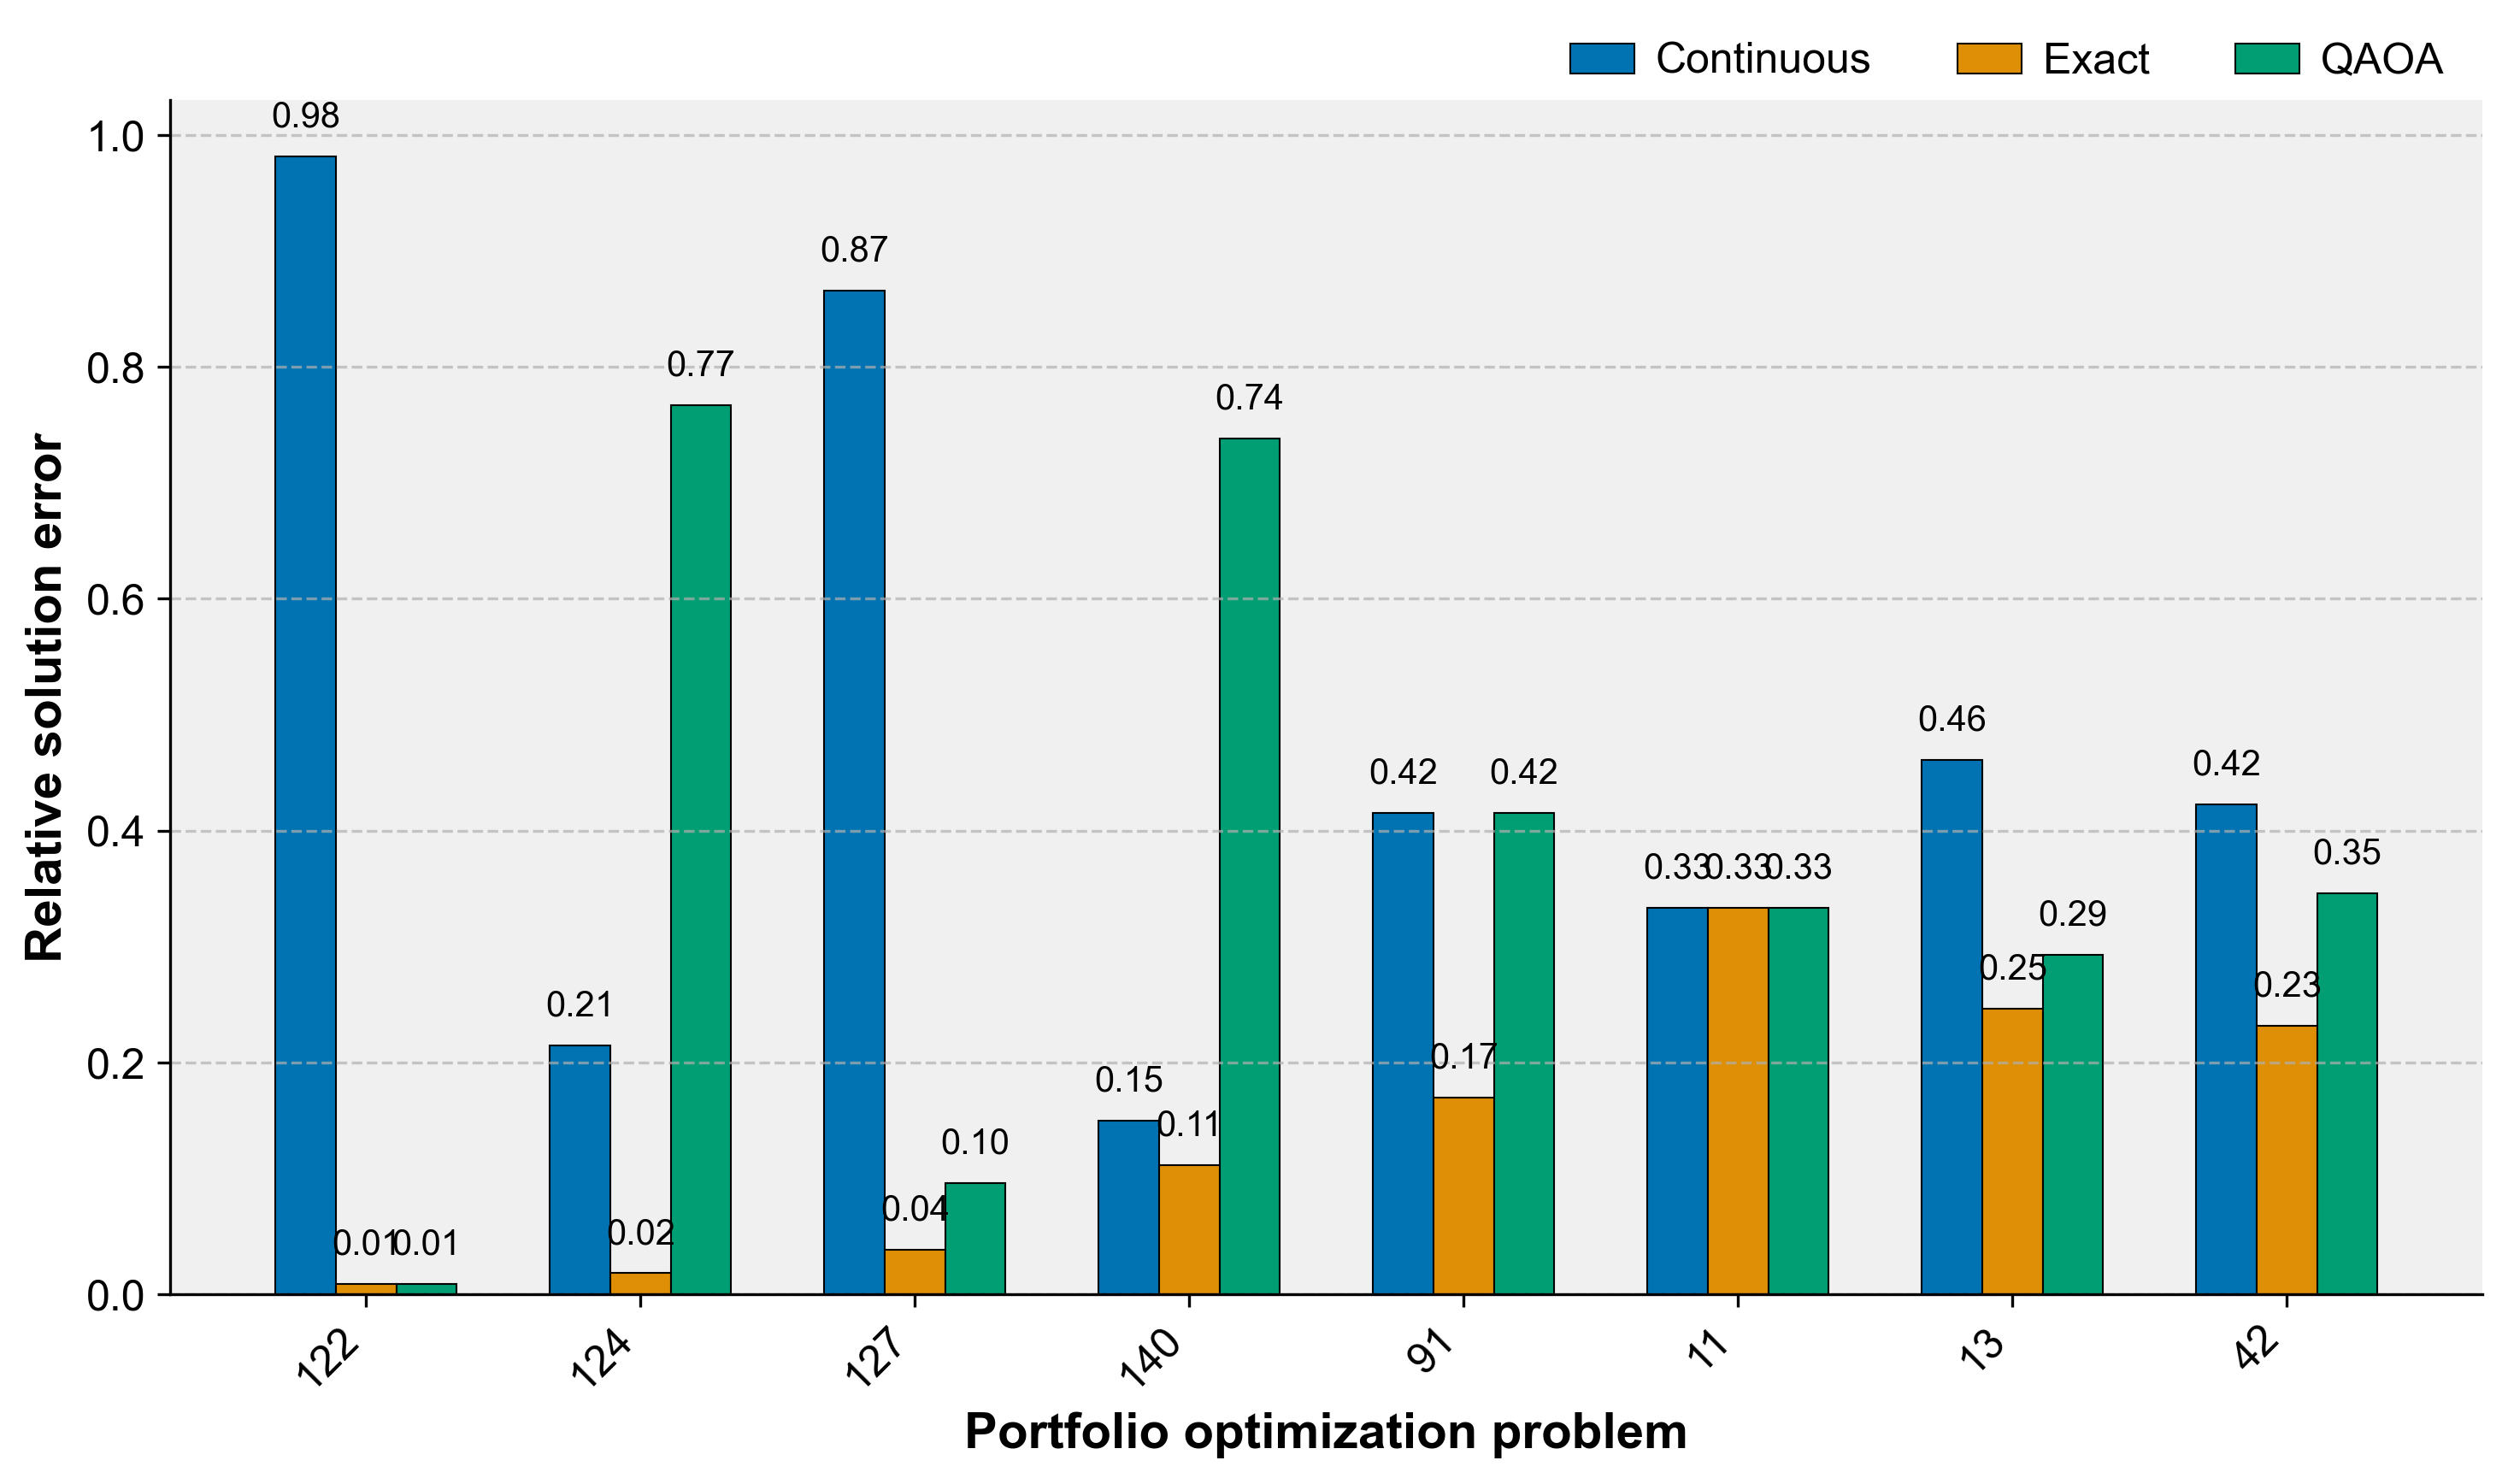 Continuous Exact QAOA
Relative solution error
1.0
0.8
0.6
0.4
0.2
0.0
0.98 0.01 0.01
0.21 0.02 0.77
0.87 0.04 0.10
0.15 0.11 0.74
0.42 0.17 0.42
0.33 0.33 0.33
0.46 0.25 0.29
0.42 0.23 0.35
122 124 127 140 91 11 13 42
Portfolio optimization problem